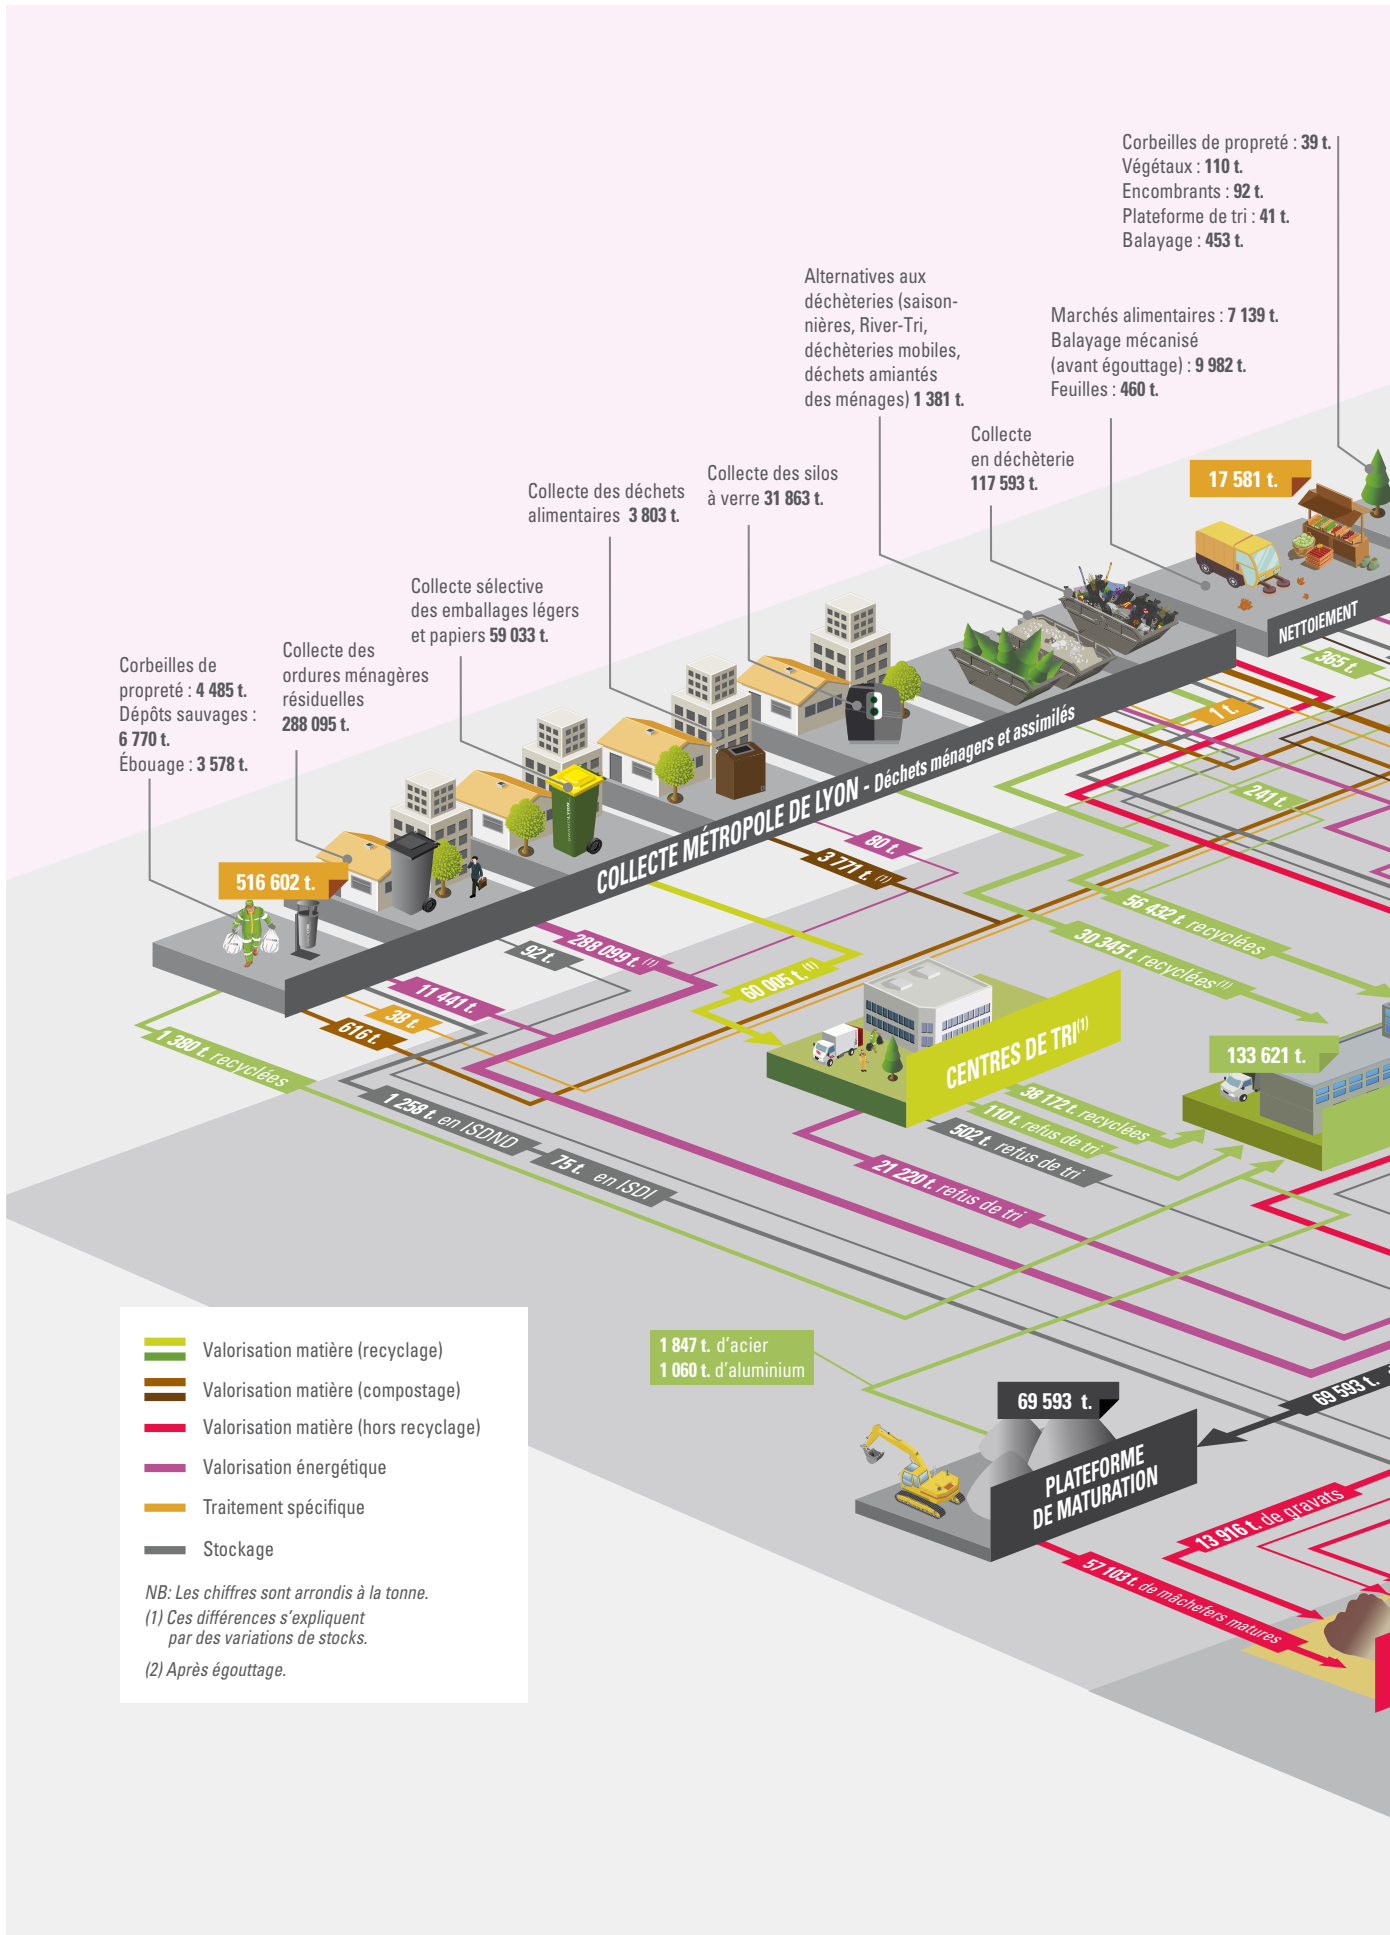 Corbeilles de propreté : 39 t.
Végétaux : 110 t.
Encombrants : 92 t.
Plateforme de tri : 41 t.
Balayage : 453 t.
Alternatives aux
déchèteries (saison-
nières, River-Tri,
déchèteries mobiles,
déchets amiantés
des ménages) 1 381 t.
Marchés alimentaires : 7 139 t.
Balayage mécanisé
(avant égouttage) : 9 982 t.
Feuilles : 460 t.
Collecte
en déchèterie
117 593 t.
Collecte des silos
à verre 31 863 t.
Collecte des déchets
alimentaires 3 803 t.
Collecte sélective
des emballages légers
et papiers 59 033 t.
Collecte des
ordures ménagères
résiduelles
288 095 t.
Corbeilles de
propreté : 4 485 t.
Dépôts sauvages :
6 770 t.
Ébouage : 3 578 t.
17 581 t.
NETTOIEMENT
365 t.
1 t.
241 t.
516 602 t.
COLLECTE MÉTROPOLE DE LYON - Déchets ménagers et assimilés
80 t.
3 771 t. (1)
288 099 t. (1)
92 t.
11 441 t.
38 t.
616 t.
1 380 t. recyclées
60 005 t. (1)
56 432 t. recyclées
30 345 t. recyclées (1)
CENTRES DE TRI(1)
133 621 t.
38 172 t. recyclées
110 t. refus de tri
502 t. refus de tri
21 220 t. refus de tri
1 258 t. en ISDND
75 t. en ISDI
1 847 t. d'acier
1 060 t. d'aluminium
69 593 t.
69 593 t.
PLATEFORME
DE MATURATION
13 916 t. de gravats
57 103 t. de mâchefers matures
Valorisation matière (recyclage)
Valorisation matière (compostage)
Valorisation matière (hors recyclage)
Valorisation énergétique
Traitement spécifique
Stockage
NB: Les chiffres sont arrondis à la tonne.
(1) Ces différences s'expliquent
par des variations de stocks.
(2) Après égouttage.